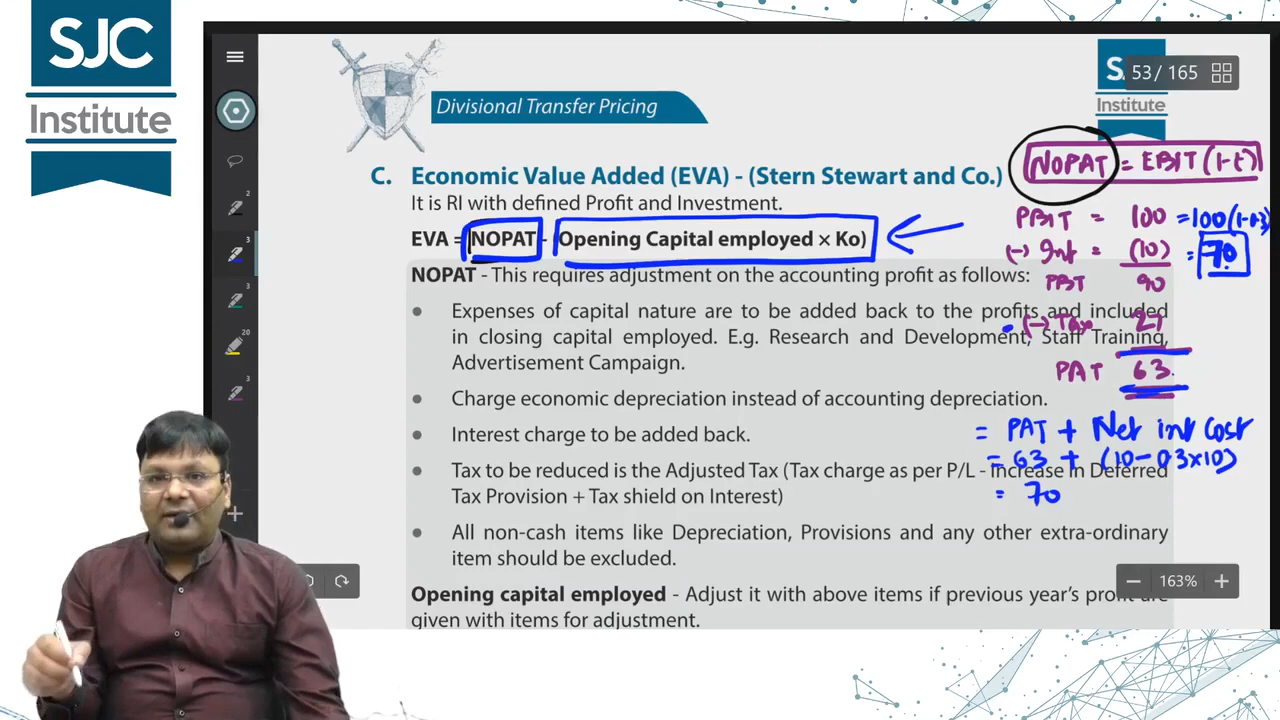 SJC
Institute
53 / 165
Institute
Divisional Transfer Pricing
NOPAT = EBIT (1-t)
C. Economic Value Added (EVA) - (Stern Stewart and Co.)
It is RI with defined Profit and Investment.
EVA = NOPAT - (Opening Capital employed × Ko)
PBIT = 100 = 100(1-0.3)
(-) Int = (10) = 70
PBT 90
(-) Tax 27
PAT 63
NOPAT - This requires adjustment on the accounting profit as follows:
• Expenses of capital nature are to be added back to the profits and included
in closing capital employed. E.g. Research and Development, Staff Training,
Advertisement Campaign.
• Charge economic depreciation instead of accounting depreciation.
• Interest charge to be added back.
= PAT + Net int Cost
= 63 + (10-0.3×10)
= 70
• Tax to be reduced is the Adjusted Tax (Tax charge as per P/L - Increase in Deferred
Tax Provision + Tax shield on Interest)
• All non-cash items like Depreciation, Provisions and any other extra-ordinary
item should be excluded.
163%
Opening capital employed - Adjust it with above items if previous year's profit are
given with items for adjustment.